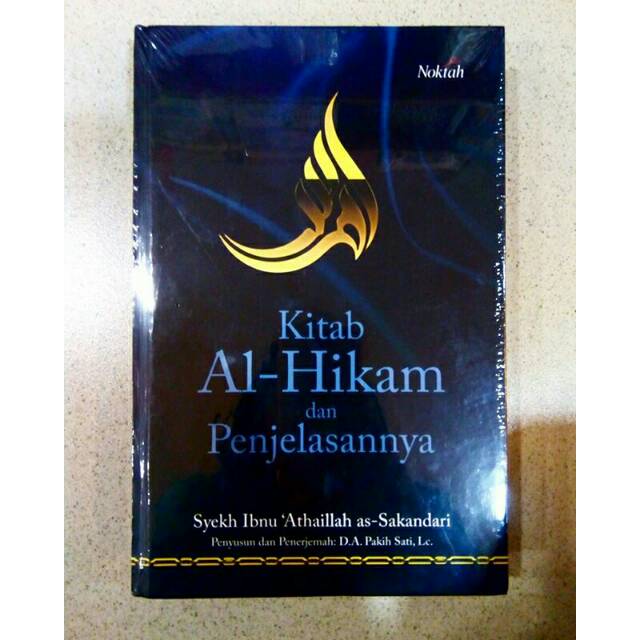 Noktah
Kitab
Al-Hikam
dan
Penjelasannya
Syekh Ibnu ‘Athaillah as-Sakandari
Penyusun dan Penerjemah: D.A. Pakih Sati, Lc.